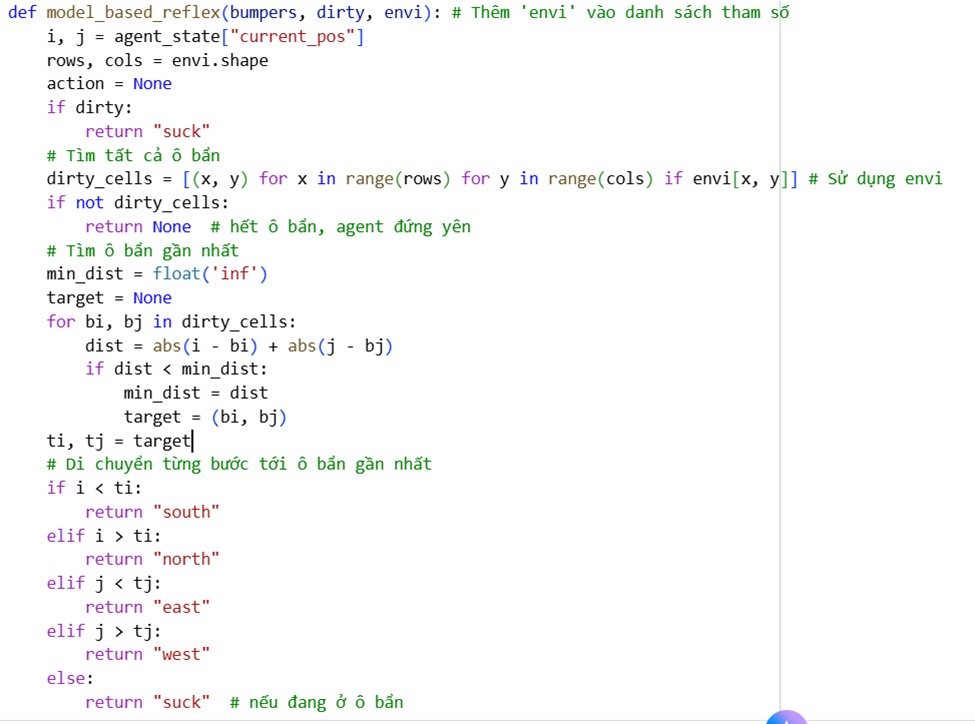 def model_based_reflex(bumpers, dirty, envi): # Thêm 'envi' vào danh sách tham số
    i, j = agent_state["current_pos"]
    rows, cols = envi.shape
    action = None
    if dirty:
        return "suck"
    # Tìm tất cả ô bẩn
    dirty_cells = [(x, y) for x in range(rows) for y in range(cols) if envi[x, y]] # Sử dụng envi
    if not dirty_cells:
        return None  # hết ô bẩn, agent đứng yên
    # Tìm ô bẩn gần nhất
    min_dist = float('inf')
    target = None
    for bi, bj in dirty_cells:
        dist = abs(i - bi) + abs(j - bj)
        if dist < min_dist:
            min_dist = dist
            target = (bi, bj)
    ti, tj = target
    # Di chuyển từng bước tới ô bẩn gần nhất
    if i < ti:
        return "south"
    elif i > ti:
        return "north"
    elif j < tj:
        return "east"
    elif j > tj:
        return "west"
    else:
        return "suck"  # nếu đang ở ô bẩn